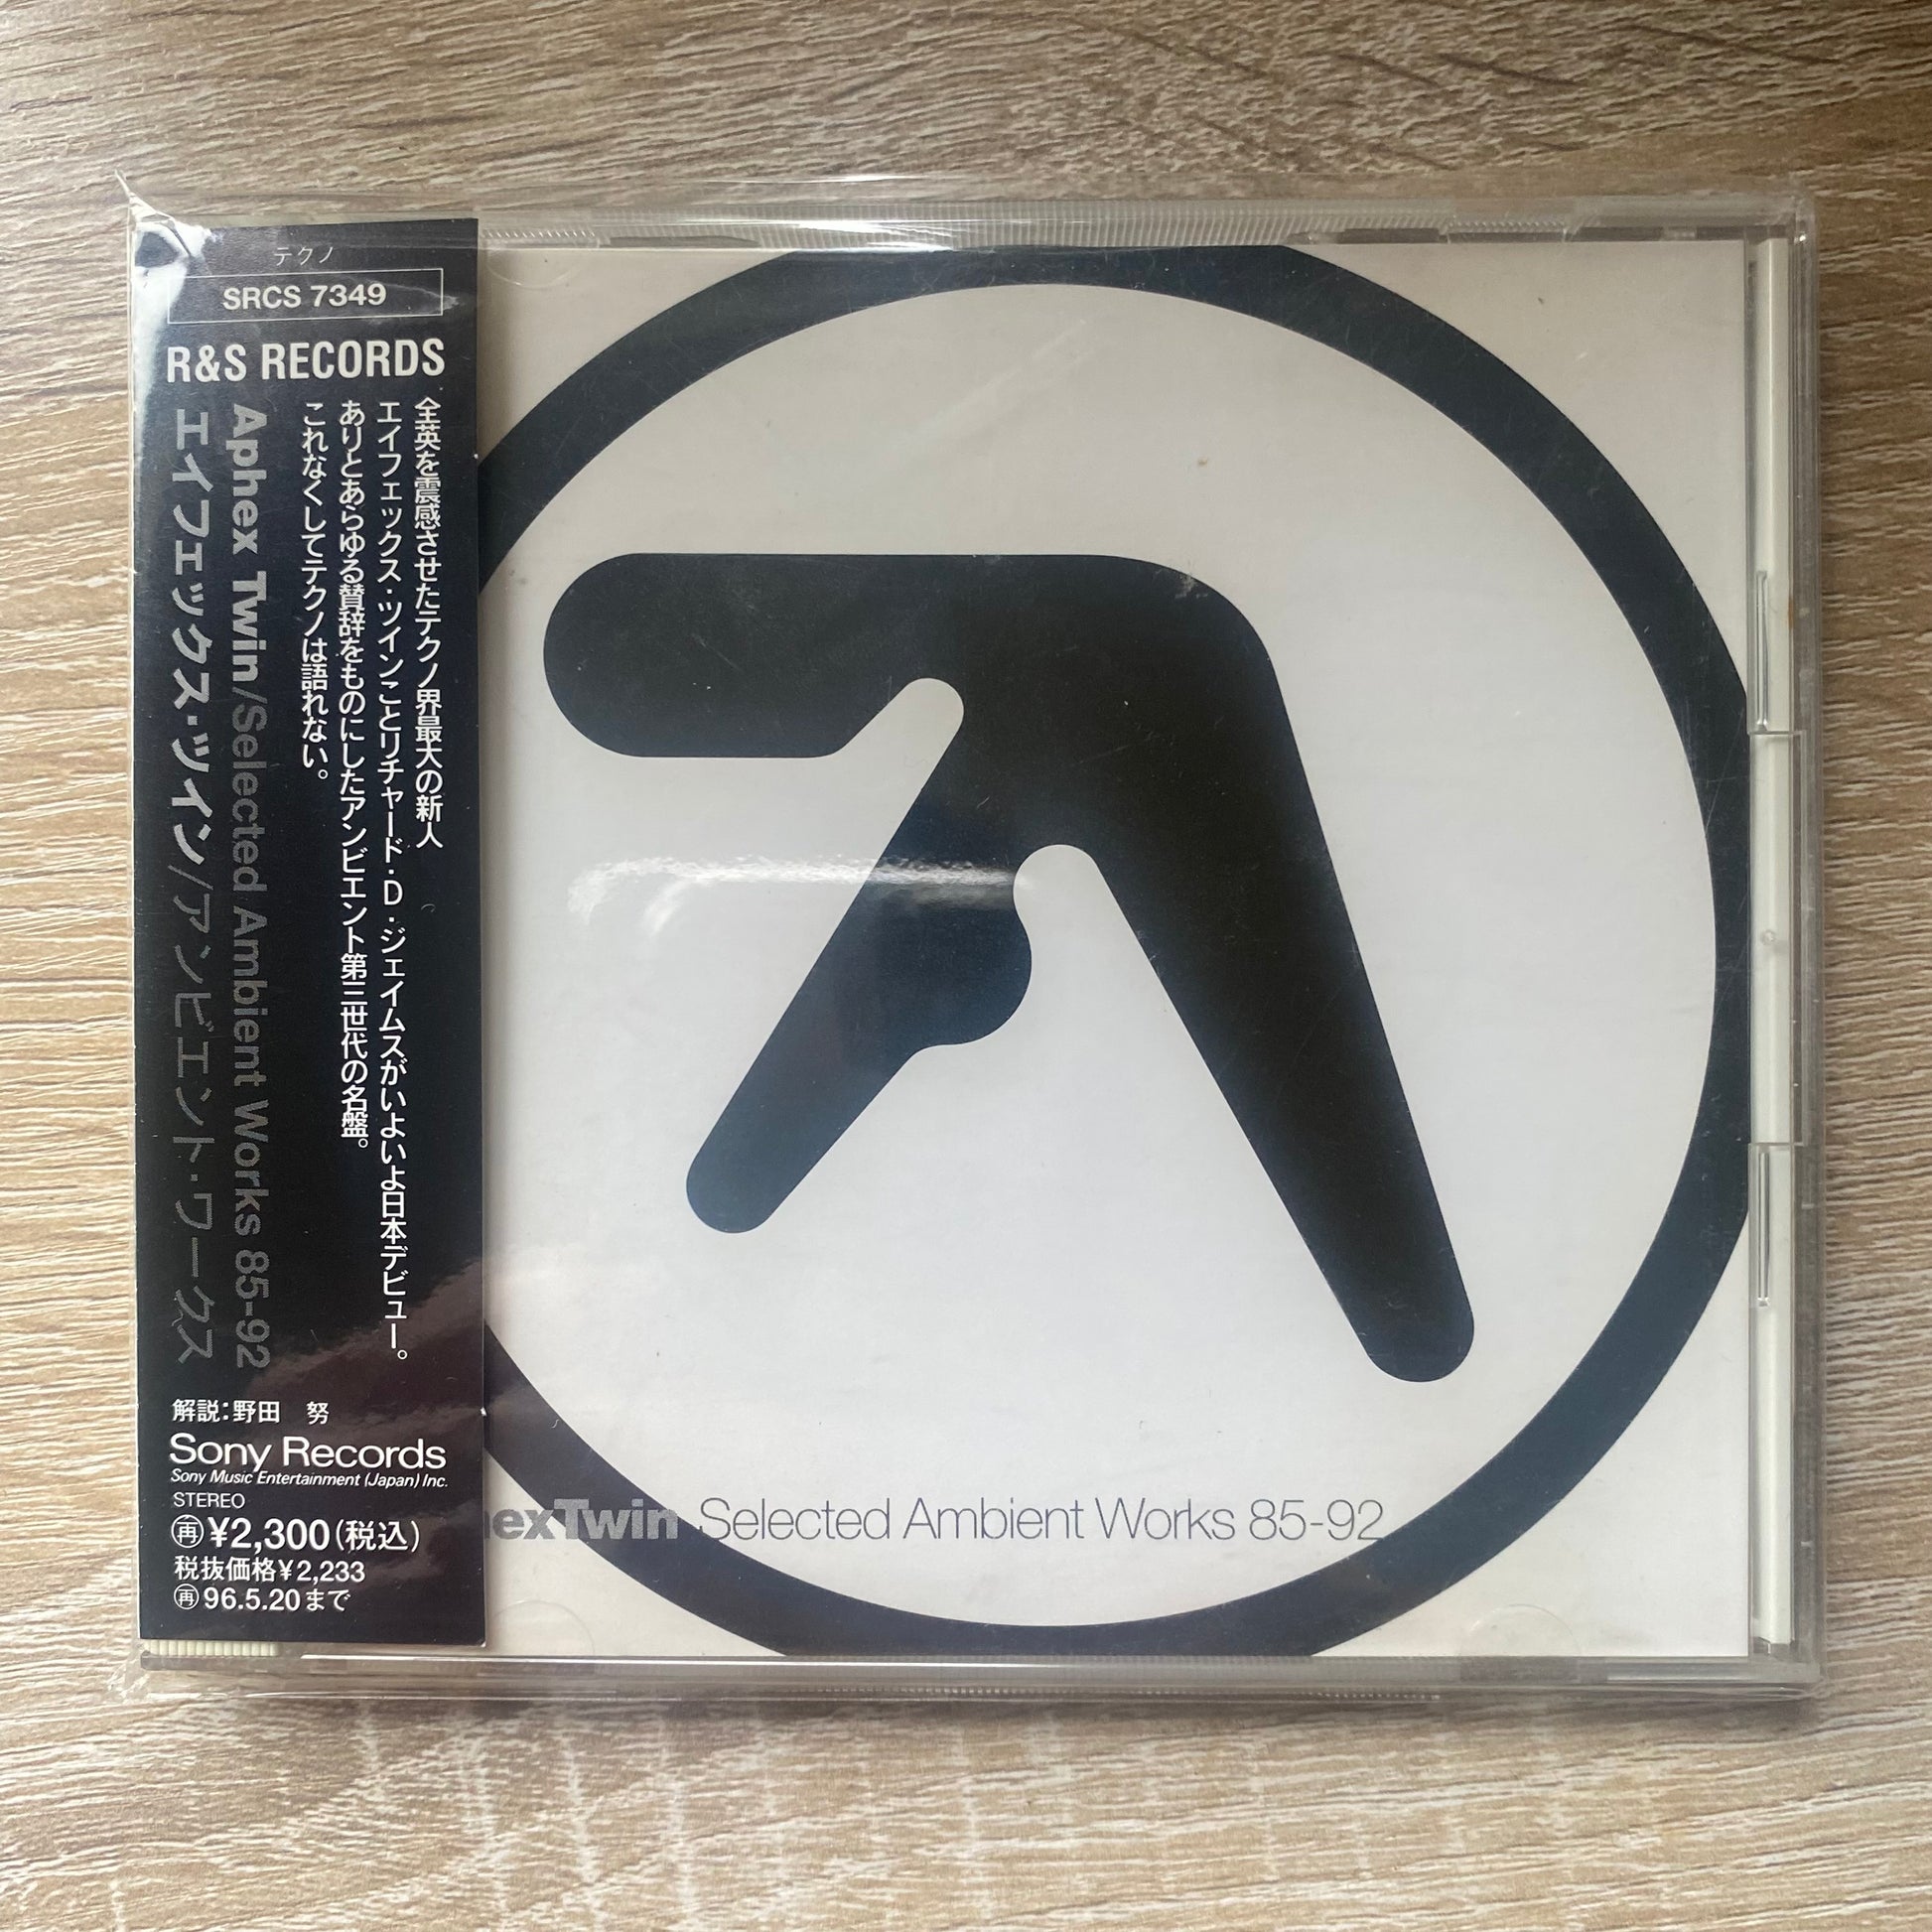 テクノ
SRCS 7349
R&S RECORDS
全英を震感させたテクノ界最大の新人
エイフェックス・ツインことリチャード・D・ジェイムスがいよいよ日本デビュー。
ありとあらゆる賛辞をものにしたアンビエント第三世代の名盤。
これなくしてテクノは語れない。
Aphex Twin/Selected Ambient Works 85-92
エイフェックス・ツイン/アンビエント・ワークス
解説:野田 努
Sony Records
Sony Music Entertainment (Japan) Inc.
STEREO
再¥2,300(税込)
税抜価格¥2,233
再96.5.20まで
hexTwin Selected Ambient Works 85-92